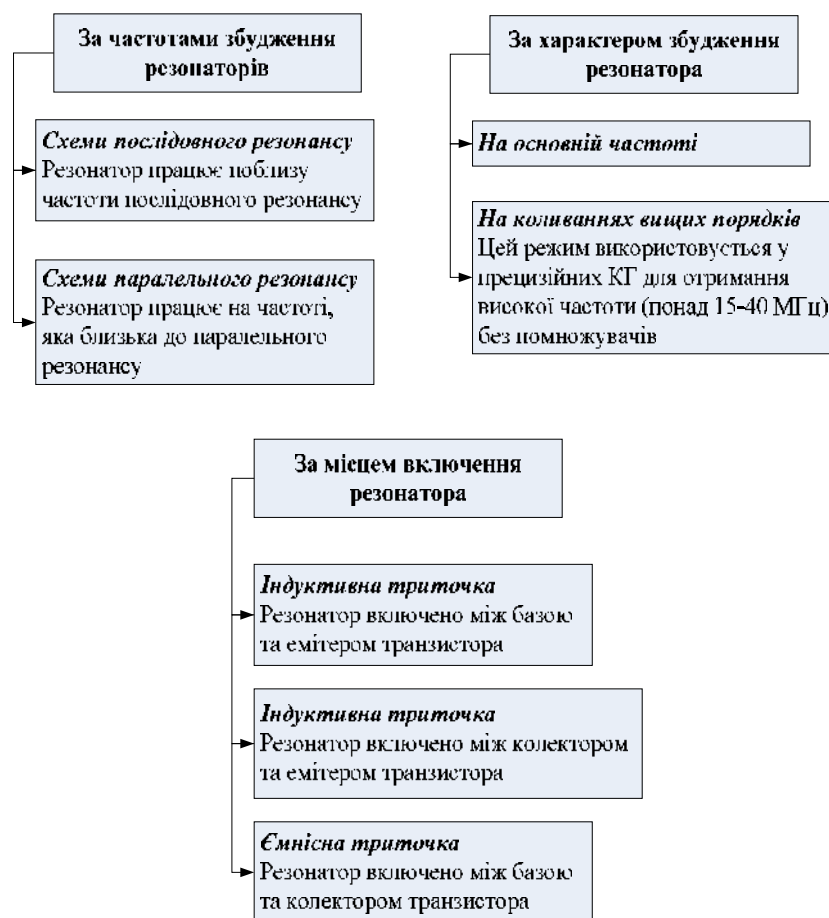 За частотами збудження
резонаторів
Схеми послідовного резонансу
Резонатор працює поблизу
частоти послідовного резонансу
Схеми паралельного резонансу
Резонатор працює на частоті,
яка близька до паралельного
резонансу
За характером збудження
резонатора
На основній частоті
На коливаннях вищих порядків
Цей режим використовується у
прецизійних КГ для отримання
високої частоти (понад 15-40 МГц)
без помножувачів
За місцем включення
резонатора
Індуктивна триточка
Резонатор включено між базою
та емітером транзистора
Індуктивна триточка
Резонатор включено між колектором
та емітером транзистора
Ємнісна триточка
Резонатор включено між базою
та колектором транзистора